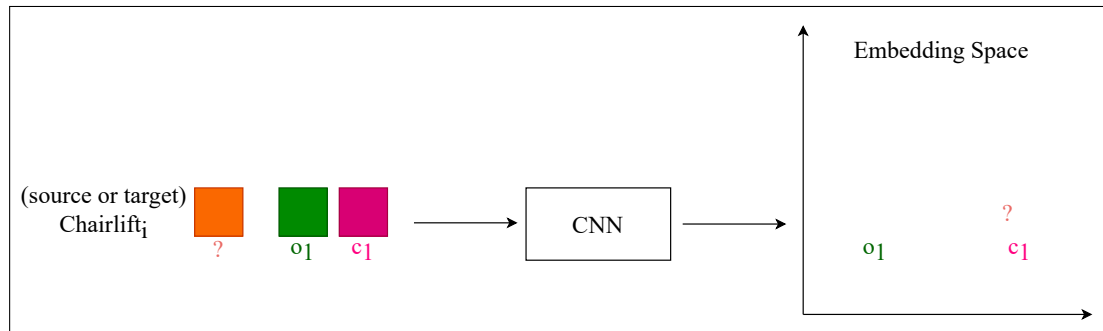 Embedding Space
(source or target)
Chairlift_i
? o1 c1
CNN
?
o1 c1